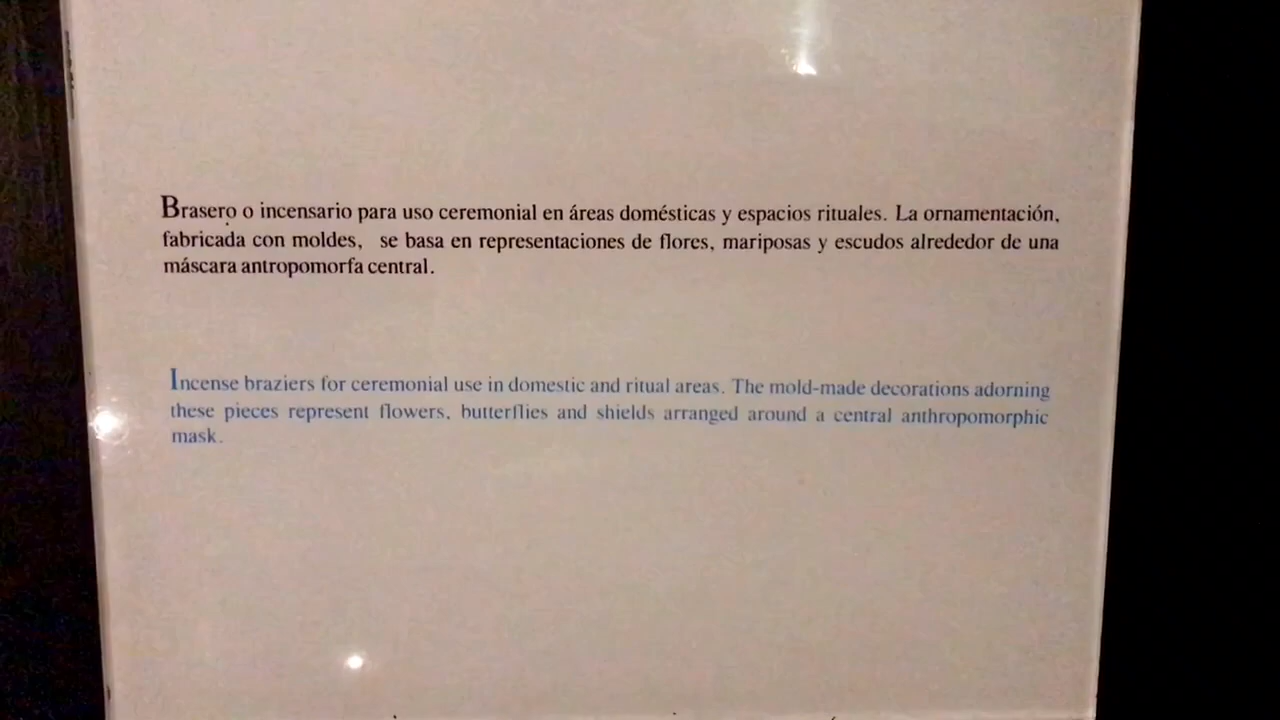 Brasero o incensario para uso ceremonial en áreas domésticas y espacios rituales. La ornamentación,
fabricada con moldes, se basa en representaciones de flores, mariposas y escudos alrededor de una
máscara antropomorfa central.
Incense braziers for ceremonial use in domestic and ritual areas. The mold-made decorations adorning
these pieces represent flowers, butterflies and shields arranged around a central anthropomorphic
mask.